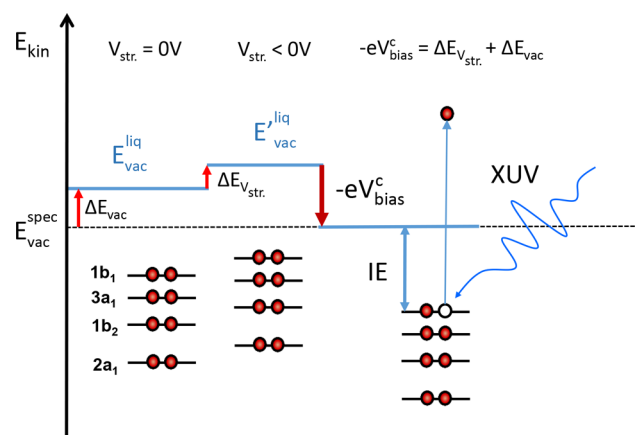 E_kin
V_str. = 0V
V_str. < 0V
-eV^c_bias = ΔE_V_str. + ΔE_vac
E^liq_vac
E'^liq_vac
XUV
ΔE_vac
ΔE_V_str.
-eV^c_bias
E^spec_vac
IE
1b₁
3a₁
1b₂
2a₁